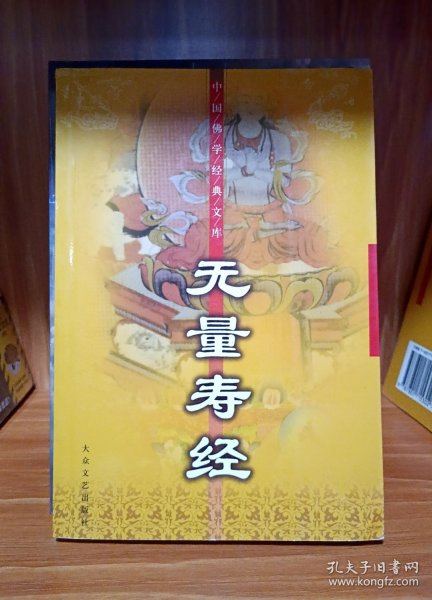 中/国/佛/学/经/典/文/库
无量寿经
大众文艺出版社
孔夫子旧书网
www.kongfz.com